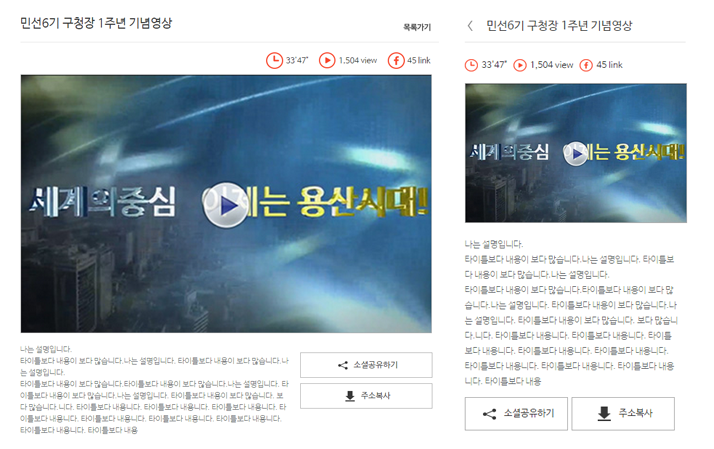 민선6기 구청장 1주년 기념영상
목록가기
33'47" 1,504 view 45 link
세계의중심 이제는 용산시대!
나는 설명입니다.
타이틀보다 내용이 보다 많습니다.나는 설명입니다. 타이틀보다 내용이 보다 많습니다.나
는 설명입니다.
타이틀보다 내용이 보다 많습니다.타이틀보다 내용이 보다 많습니다.나는 설명입니다. 타
이틀보다 내용이 보다 많습니다.나는 설명입니다. 타이틀보다 내용이 보다 많습니다. 보
다 많습니다.니다. 타이틀보다 내용니다. 타이틀보다 내용니다. 타이틀보다 내용니다. 타
이틀보다 내용니다. 타이틀보다 내용니다. 타이틀보다 내용니다. 타이틀보다 내용니다.
타이틀보다 내용니다. 타이틀보다 내용
소셜공유하기
주소복사
민선6기 구청장 1주년 기념영상
33'47" 1,504 view 45 link
세계의중심 이제는 용산시대!
나는 설명입니다.
타이틀보다 내용이 보다 많습니다.나는 설명입니다. 타이틀보
다 내용이 보다 많습니다.나는 설명입니다.
타이틀보다 내용이 보다 많습니다.타이틀보다 내용이 보다 많
습니다.나는 설명입니다. 타이틀보다 내용이 보다 많습니다.나
는 설명입니다. 타이틀보다 내용이 보다 많습니다. 보다 많습니
다.니다. 타이틀보다 내용니다. 타이틀보다 내용니다. 타이틀
보다 내용니다. 타이틀보다 내용니다. 타이틀보다 내용니다.
타이틀보다 내용니다. 타이틀보다 내용니다. 타이틀보다 내용
니다. 타이틀보다 내용
소셜공유하기 주소복사